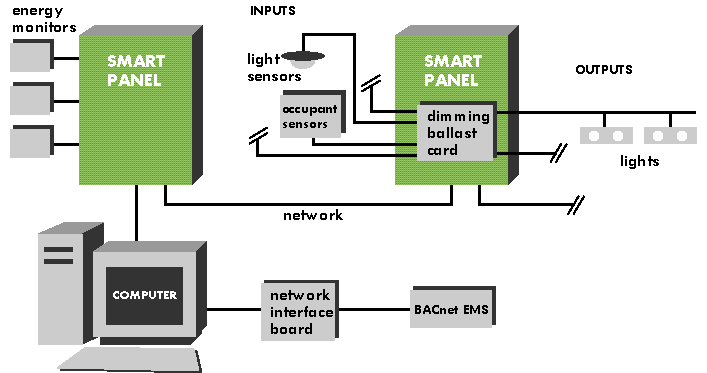 energy
monitors
INPUTS
SMART
PANEL
light
sensors
SMART
PANEL
OUTPUTS
occupant
sensors
dimming
ballast
card
lights
network
COMPUTER
network
interface
board
BACnet EMS